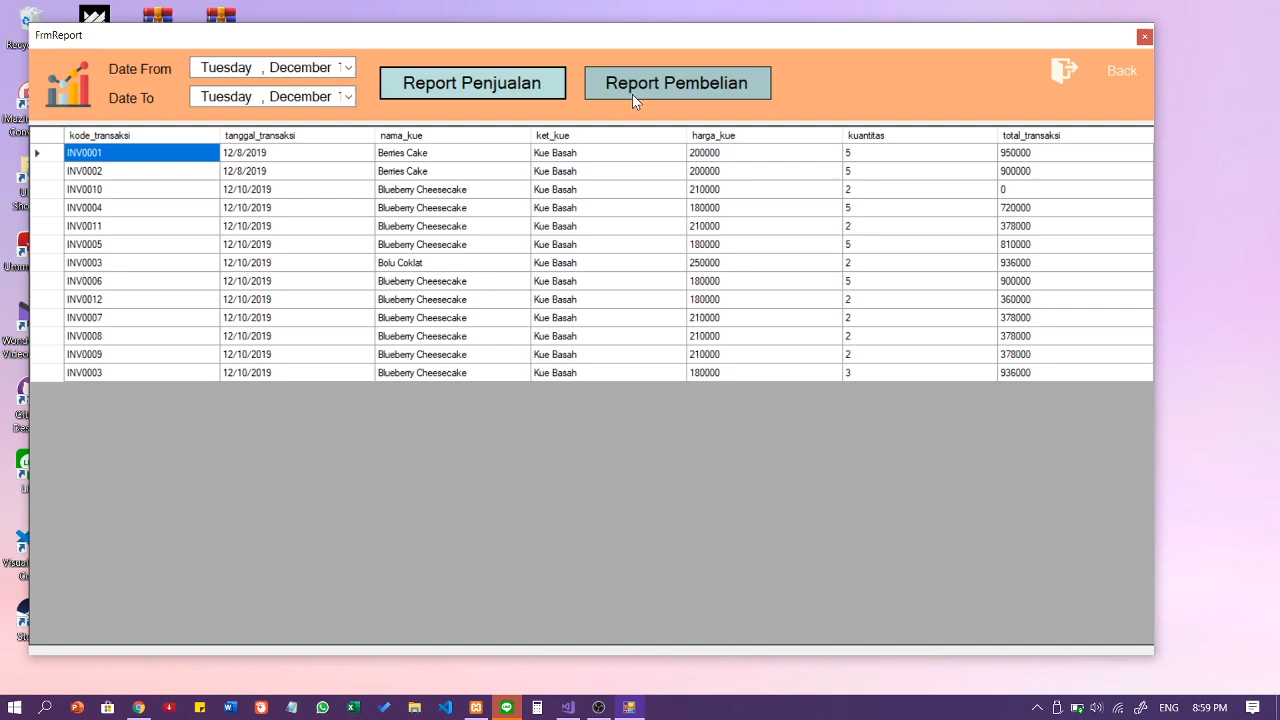 Recy
FrmReport
Date From
Tuesday , December 1
Report Penjualan
Report Pembelian
Back
Date To
Tuesday , December 1
kode_transaksi tanggal_transaksi nama_kue ket_kue harga_kue kuantitas total_transaksi
INV0001 12/8/2019 Berries Cake Kue Basah 200000 5 950000
INV0002 12/8/2019 Berries Cake Kue Basah 200000 5 900000
INV0010 12/10/2019 Blueberry Cheesecake Kue Basah 210000 2 0
INV0004 12/10/2019 Blueberry Cheesecake Kue Basah 180000 5 720000
INV0011 12/10/2019 Blueberry Cheesecake Kue Basah 210000 2 378000
INV0005 12/10/2019 Blueberry Cheesecake Kue Basah 180000 5 810000
INV0003 12/10/2019 Bolu Coklat Kue Basah 250000 2 936000
INV0006 12/10/2019 Blueberry Cheesecake Kue Basah 180000 5 900000
INV0012 12/10/2019 Blueberry Cheesecake Kue Basah 180000 2 360000
INV0007 12/10/2019 Blueberry Cheesecake Kue Basah 210000 2 378000
INV0008 12/10/2019 Blueberry Cheesecake Kue Basah 210000 2 378000
INV0009 12/10/2019 Blueberry Cheesecake Kue Basah 210000 2 378000
INV0003 12/10/2019 Blueberry Cheesecake Kue Basah 180000 3 936000
Wond
Video
Visual
ENG 8:59 PM